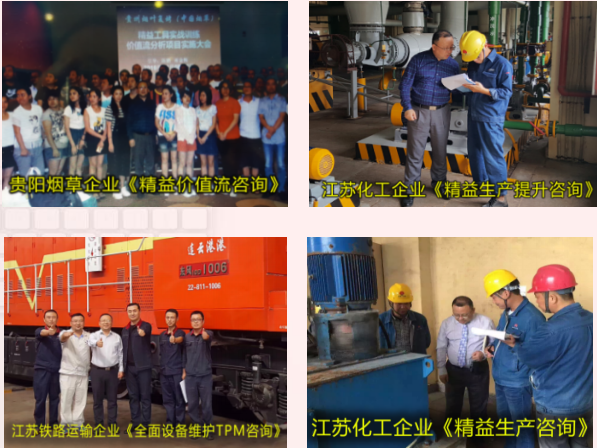 精益工具实战训练
价值流分析项目实施大会
贵阳烟草企业《精益价值流咨询》
江苏化工企业《精益生产提升咨询》
连云港港
1006
22-011-1006
江苏铁路运输企业《全面设备维护TPM咨询》
江苏化工企业《精益生产咨询》